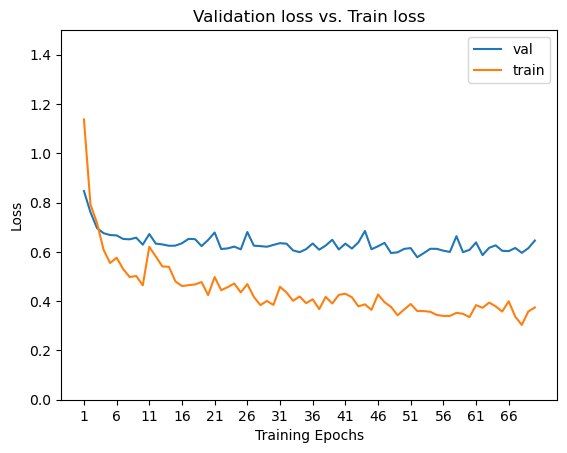 Validation loss vs. Train loss
val
train
1.4
1.2
1.0
0.8
0.6
0.4
0.2
0.0
Loss
1 6 11 16 21 26 31 36 41 46 51 56 61 66
Training Epochs